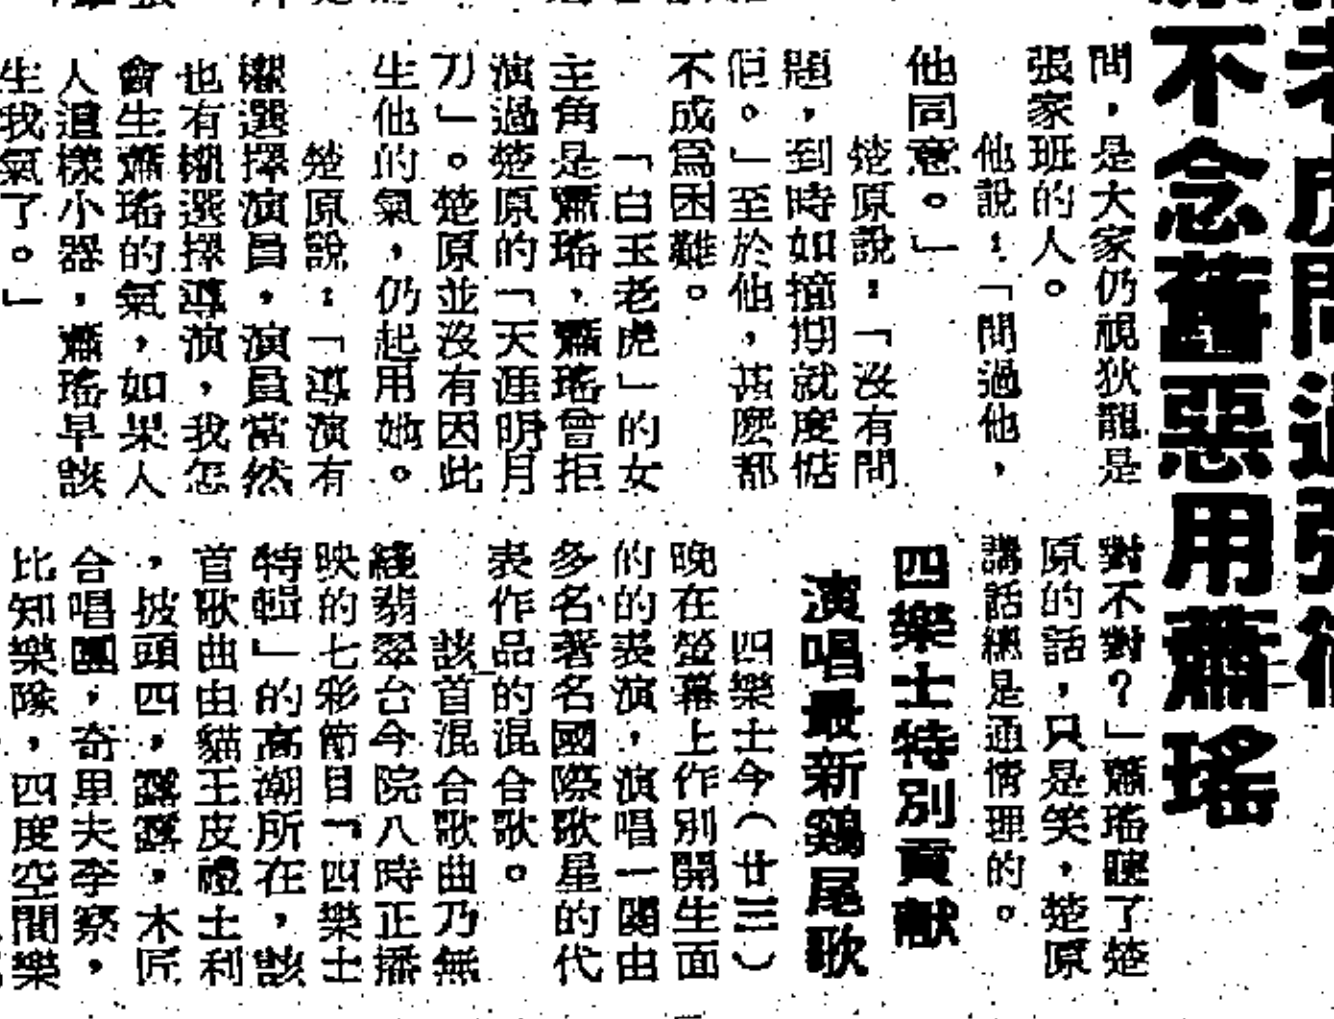 不念舊惡用蕭瑤
問，是大家仍視狄龍是
張家班的人。
他說：「問過他，
他同意。」
楚原說：「沒有問
題，到時如撞期就度惦
佢。」至於他，甚麼都
不成爲困難。
「白玉老虎」的女
主角是蕭瑤，蕭瑤曾拒
演過楚原的「天涯明月
刀」。楚原並沒有因此
生他的氣，仍起用她。
楚原說：「導演有
權選擇演員，演員當然
也有權選擇導演，我怎
會生蕭瑤的氣，如果人
人這樣小器，蕭瑤早該
生我氣了。」
對不對？」蕭瑤聽了楚
原的話，只是笑，楚原
講話總是通情理的。
四樂士特別貢獻
演唱最新鷄尾歌
四樂士今（廿三）
晚在螢幕上作別開生面
的的表演，演唱一闋由
多名著名國際歌星的代
表作品的混合歌。
該首混合歌曲乃無
綫翡翠台今院八時正播
映的七彩節目「四樂士
特輯」的高潮所在，該
首歌曲由貓王皮禮士利
，披頭四，露露，木匠
合唱團，奇里夫李察，
比知樂隊，四度空間樂